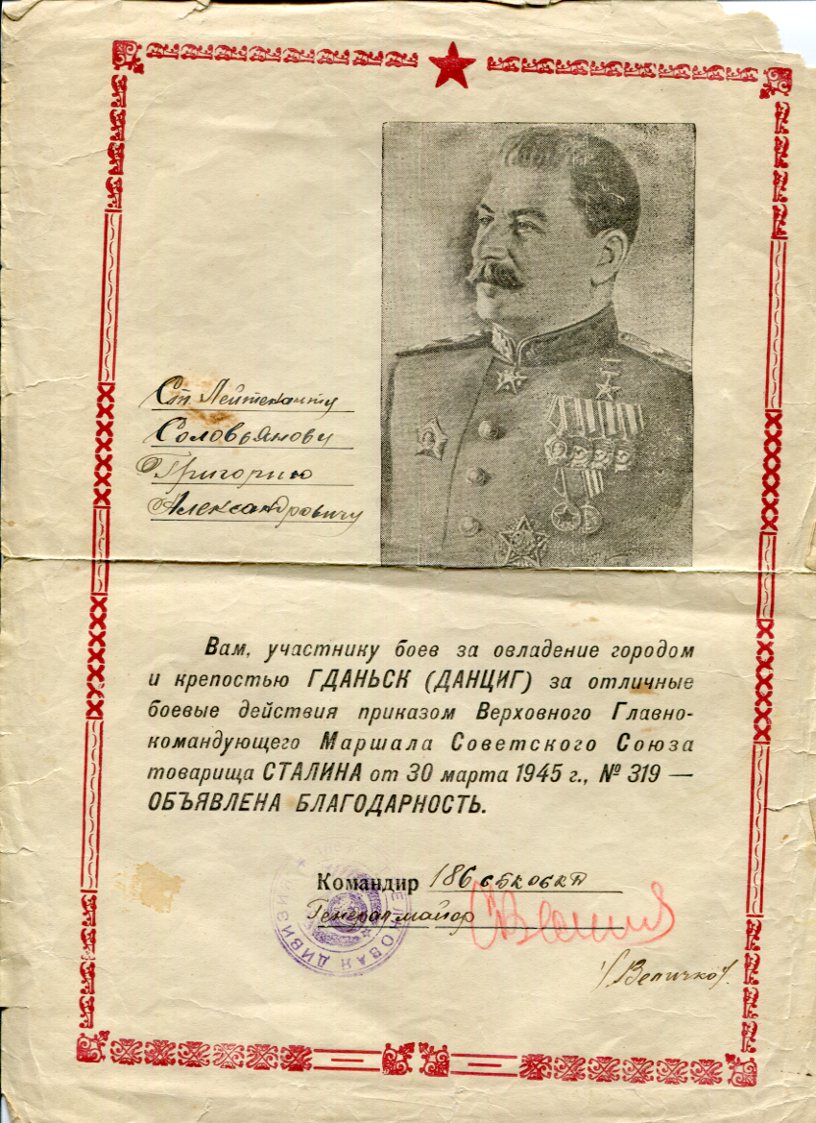 Ст. Лейтенанту
Соловьянову
Григорию
Александровичу
Вам, участнику боев за овладение городом
и крепостью ГДАНЬСК (ДАНЦИГ) за отличные
боевые действия приказом Верховного Главно-
командующего Маршала Советского Союза
товарища СТАЛИНА от 30 марта 1945 г., № 319 —
ОБЪЯВЛЕНА БЛАГОДАРНОСТЬ.
Командир 186
Генерал майор
/Величко/.
ДИВИЗИ